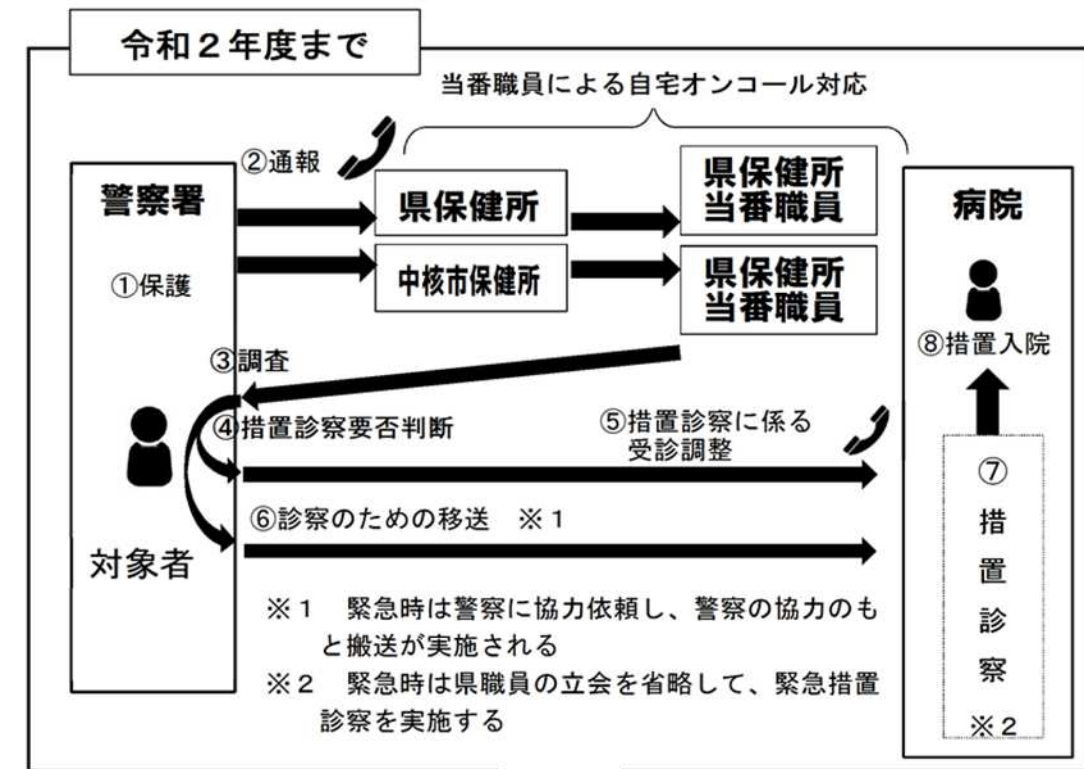 令和２年度まで
当番職員による自宅オンコール対応
②通報
警察署
①保護
県保健所
県保健所
当番職員
中核市保健所
県保健所
当番職員
病院
⑧措置入院
③調査
④措置診察要否判断
⑤措置診察に係る
受診調整
⑥診察のための移送　※１
対象者
⑦
措
置
診
察
※２
※１　緊急時は警察に協力依頼し、警察の協力のも
と搬送が実施される
※２　緊急時は県職員の立会を省略して、緊急措置
診察を実施する